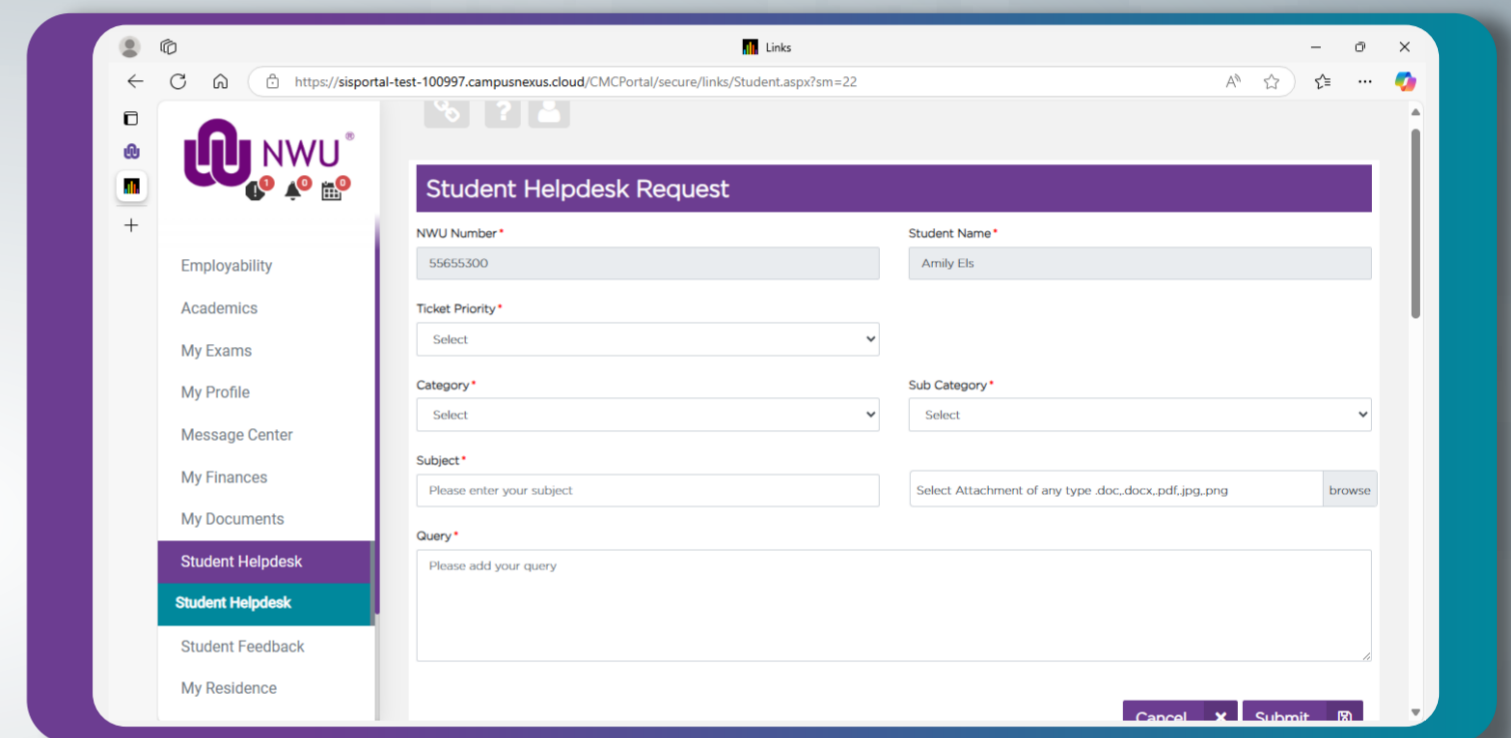 Links
https://sisportal-test-100997.campusnexus.cloud/CMCPortal/secure/links/Student.aspx?sm=22
NWU®
1 0 0
Employability
Academics
My Exams
My Profile
Message Center
My Finances
My Documents
Student Helpdesk
Student Helpdesk
Student Feedback
My Residence
Student Helpdesk Request
NWU Number* Student Name*
55655300 Amily Els
Ticket Priority*
Select
Category* Sub Category*
Select Select
Subject*
Please enter your subject Select Attachment of any type .doc,.docx,.pdf,.jpg,.png browse
Query*
Please add your query
Cancel Submit